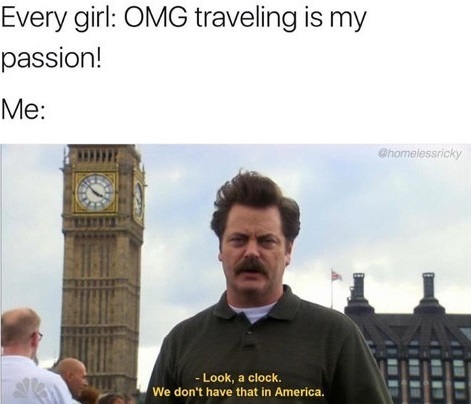 Every girl: OMG traveling is my
passion!
Me:
@homelessricky
- Look, a clock.
We don't have that in America.